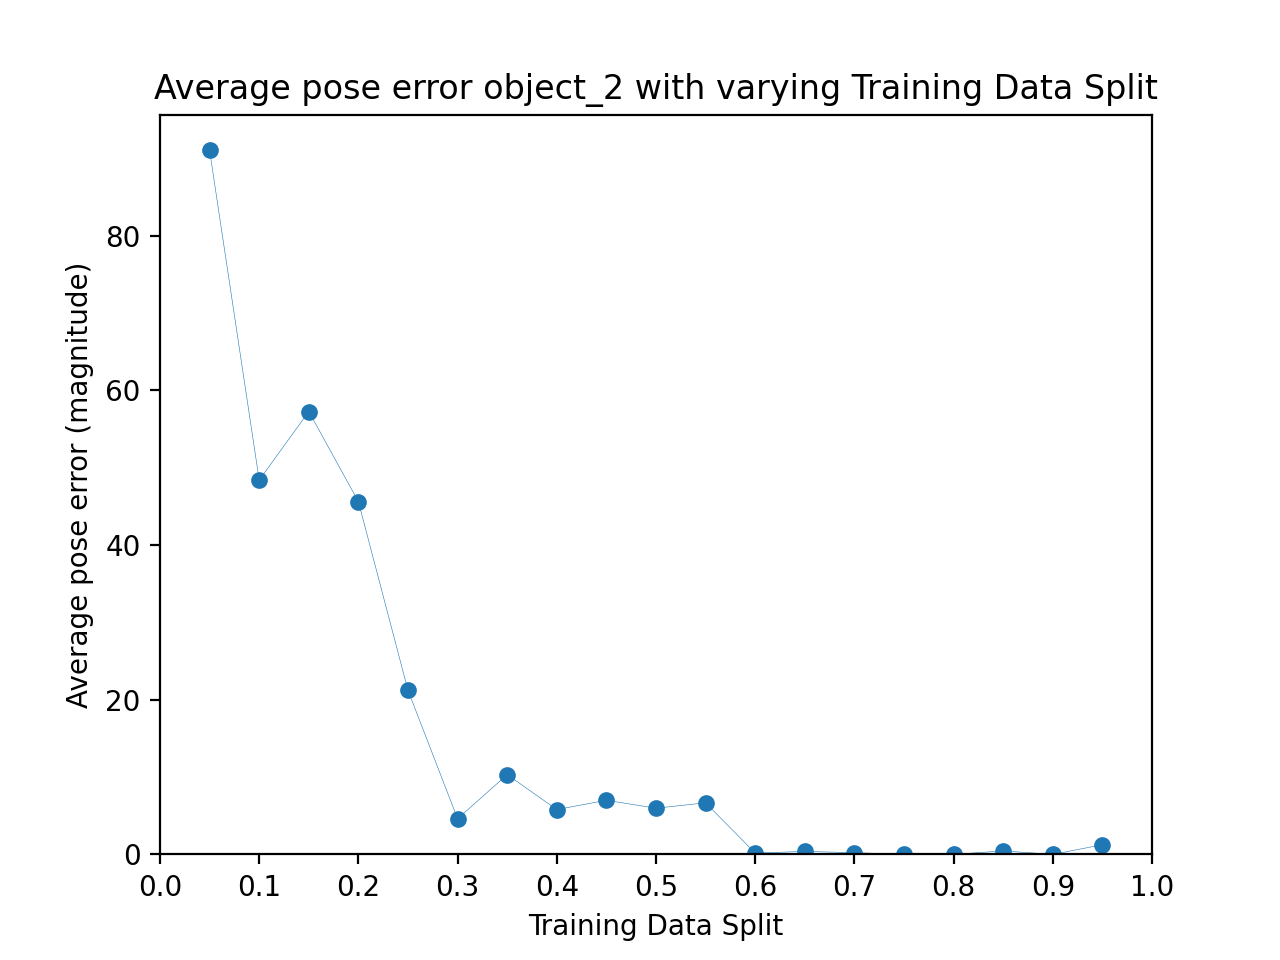 Average pose error object_2 with varying Training Data Split
Average pose error (magnitude)
80
60
40
20
0
0.0 0.1 0.2 0.3 0.4 0.5 0.6 0.7 0.8 0.9 1.0
Training Data Split